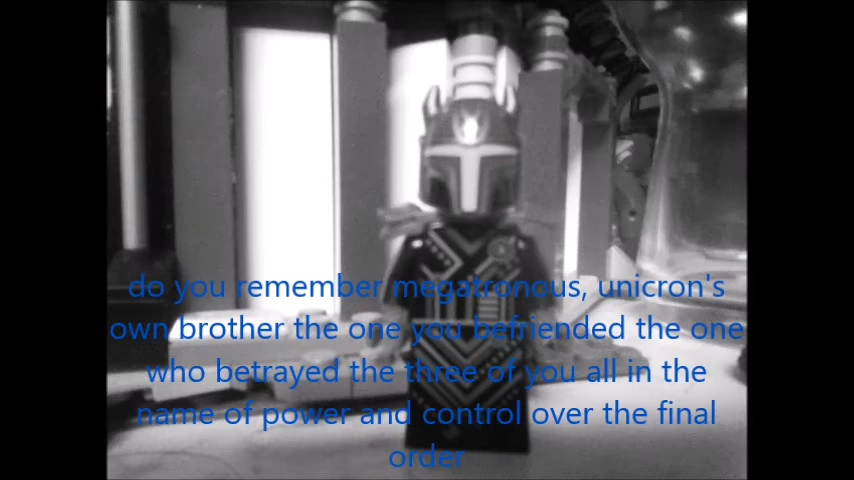 do you remember megatronous, unicron's
own brother the one you befriended the one
who betrayed the three of you all in the
name of power and control over the final
order